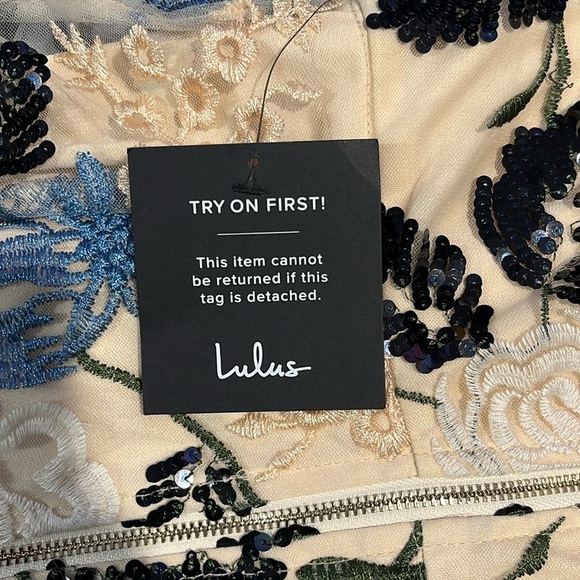 TRY ON FIRST!
This item cannot
be returned if this
tag is detached.
Lulus